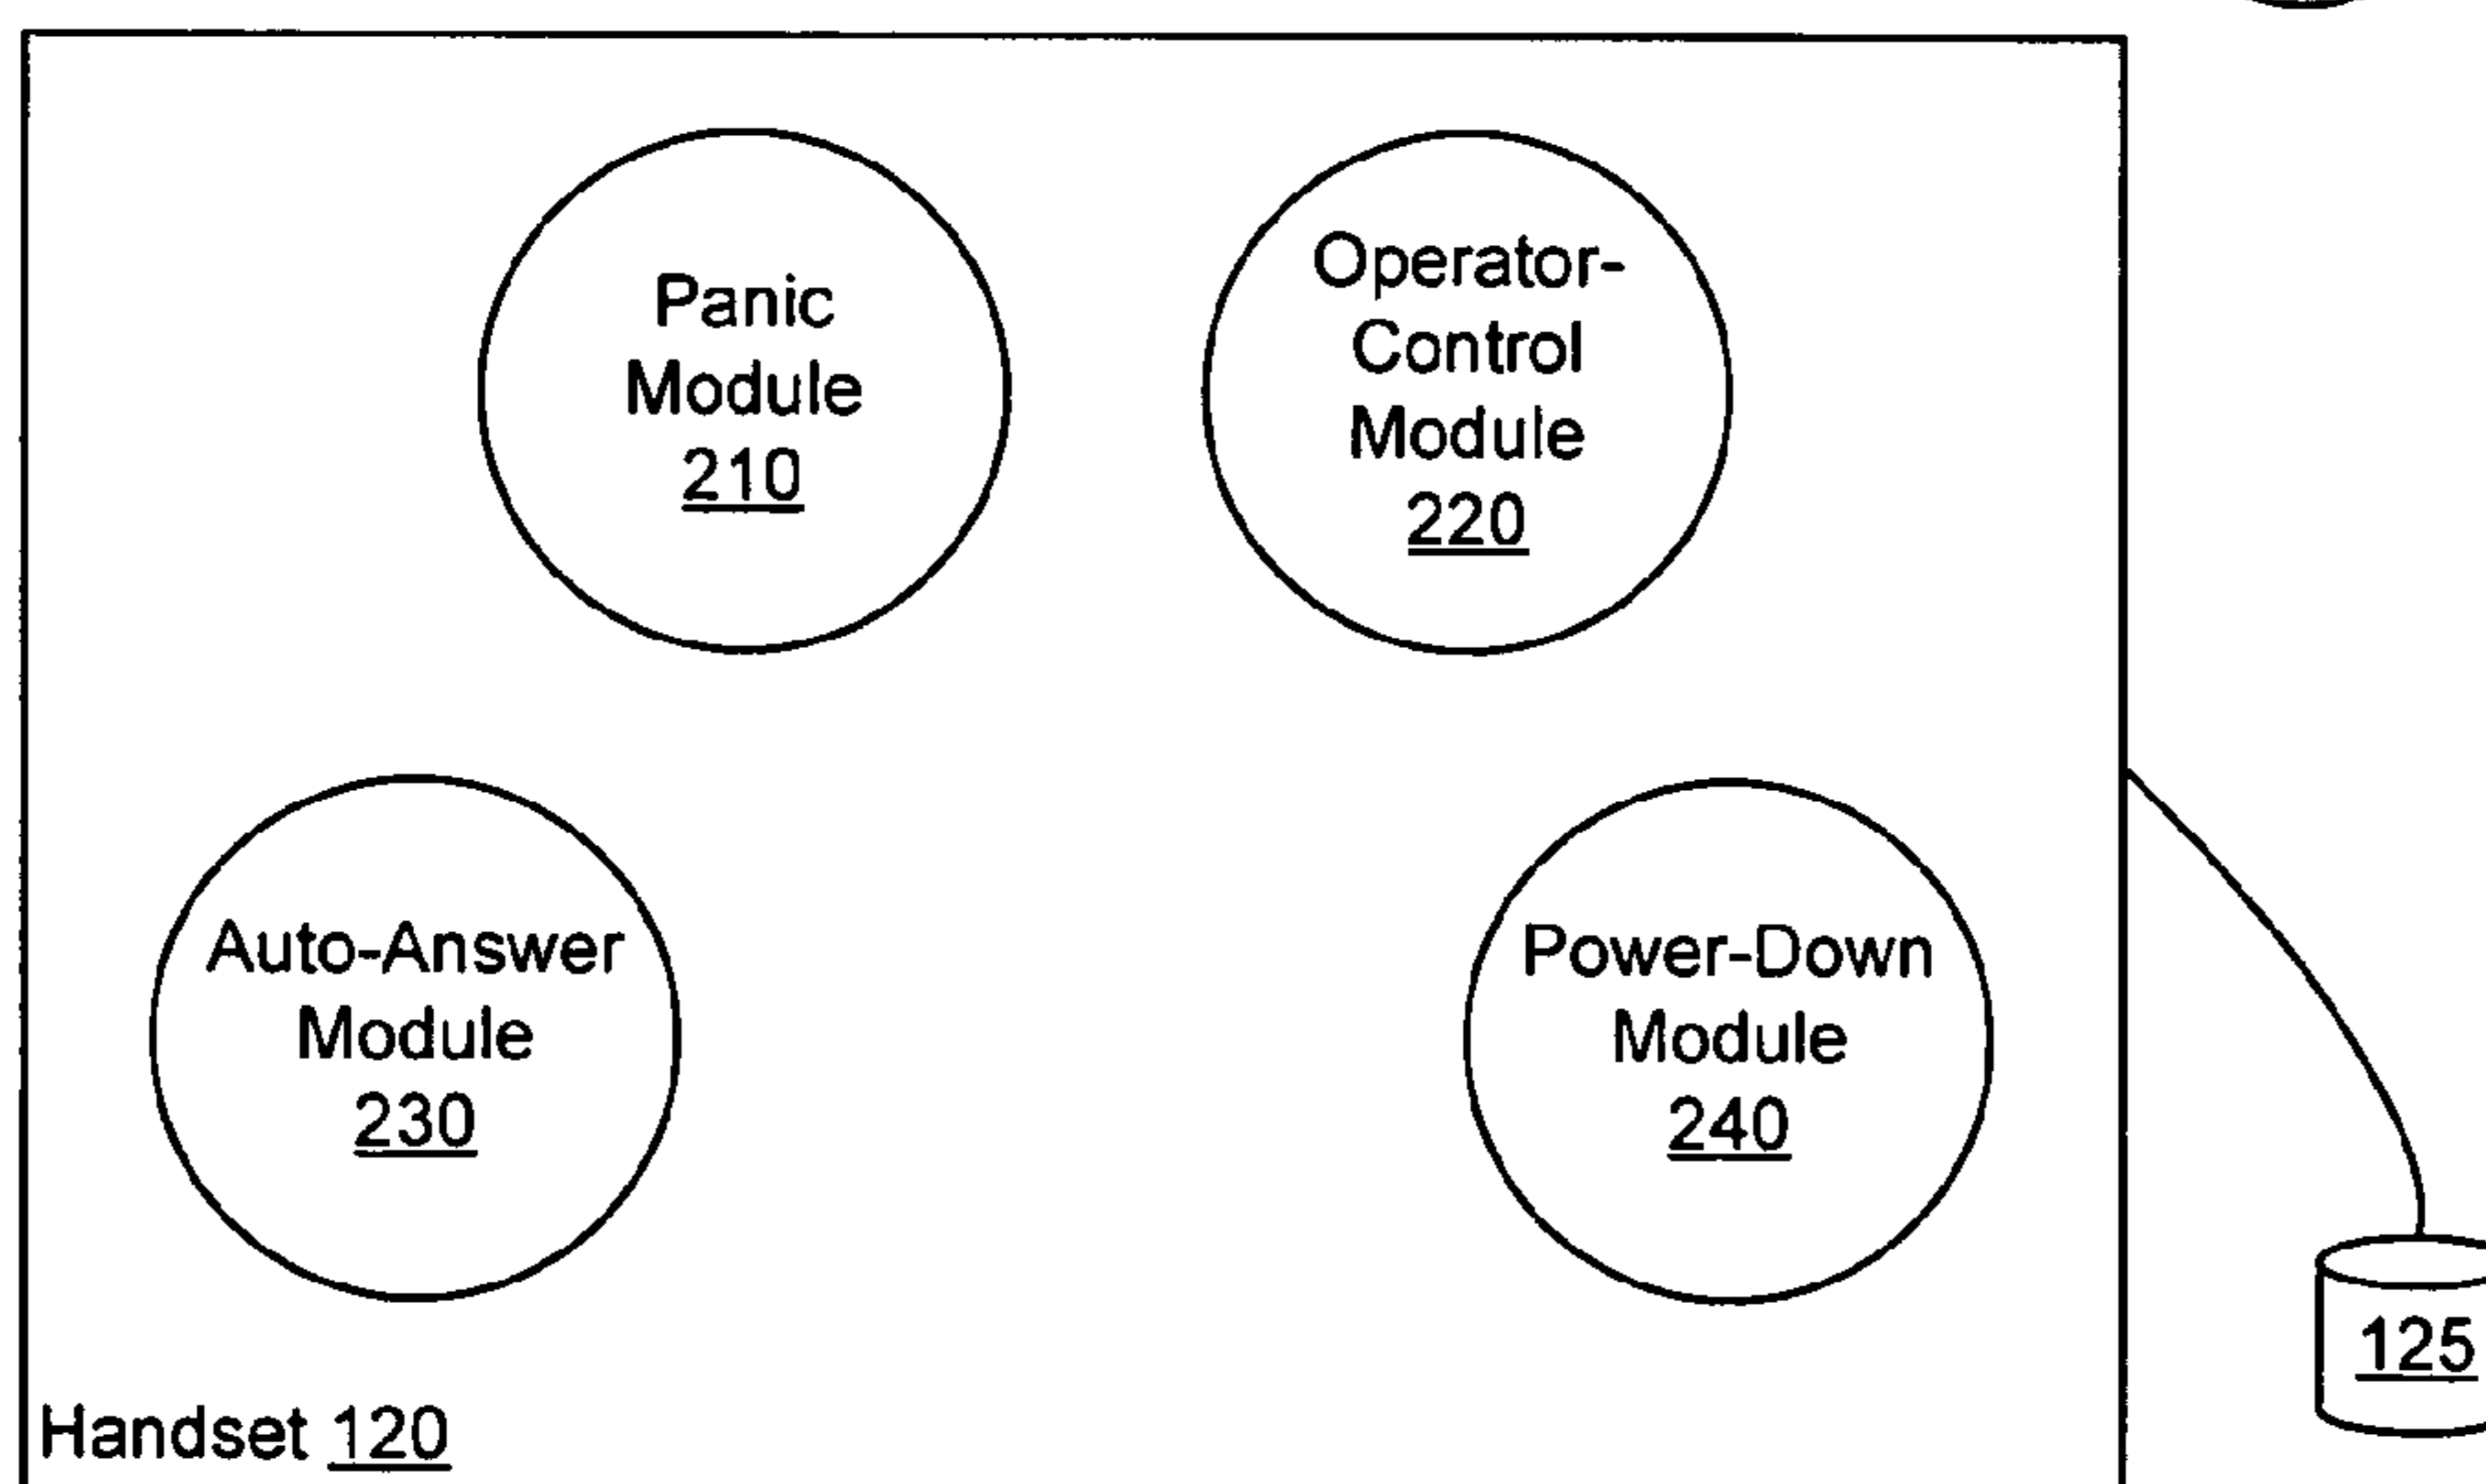 Panic
Module
210
Operator-
Control
Module
220
Auto-Answer
Module
230
Power-Down
Module
240
125
Handset 120